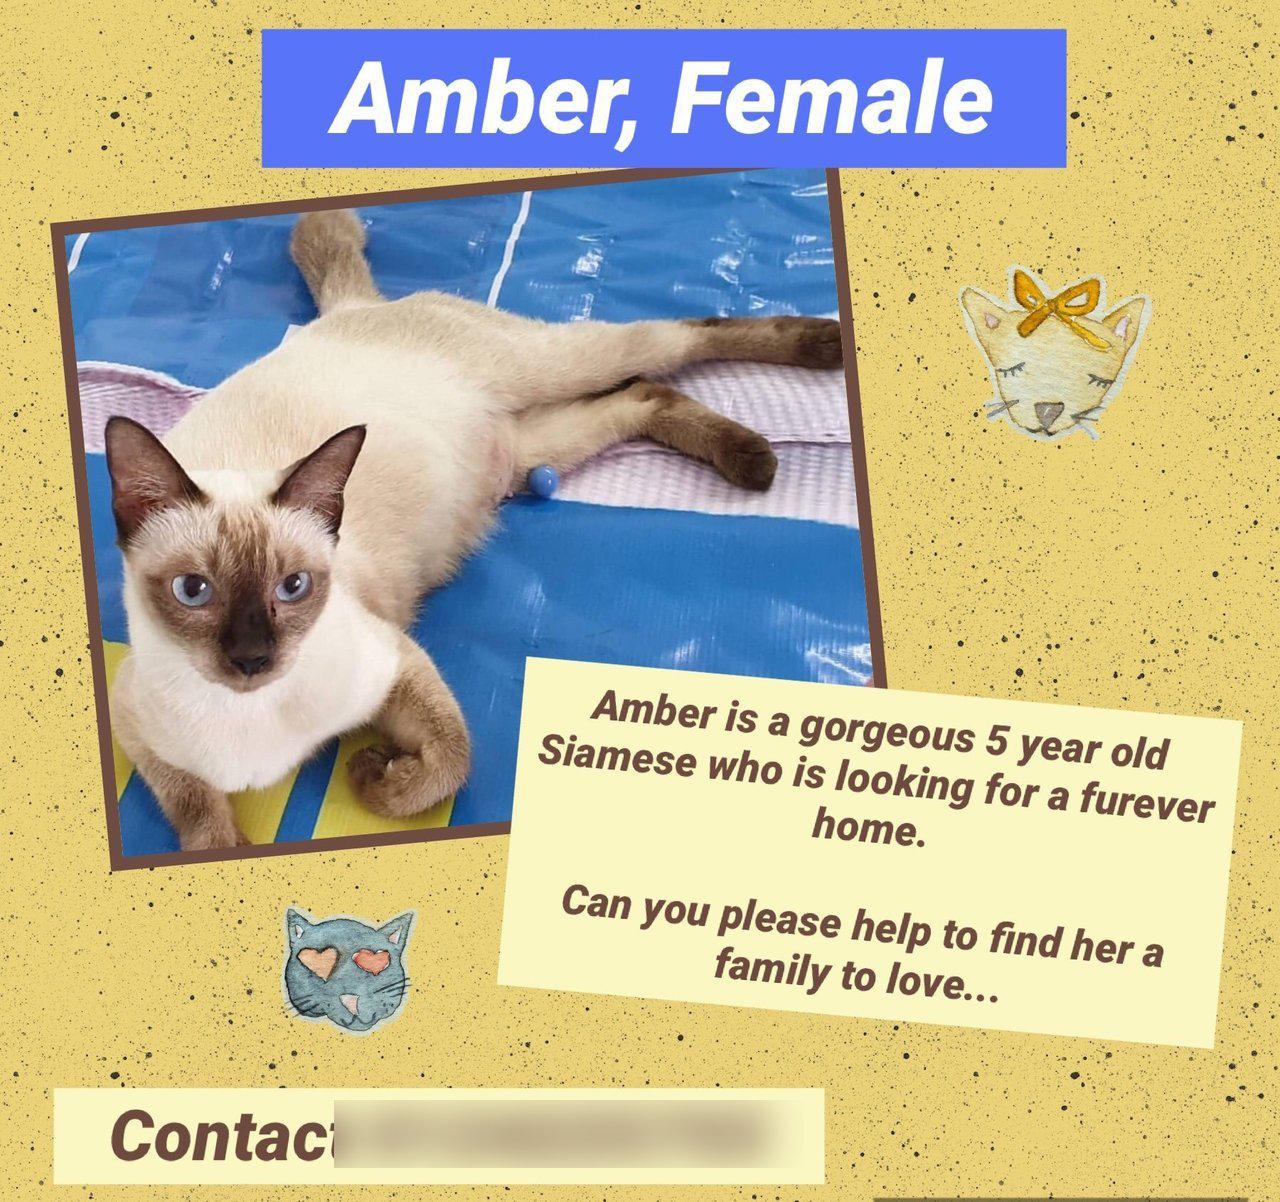 Amber, Female
Amber is a gorgeous 5 year old
Siamese who is looking for a furever
home.
Can you please help to find her a
family to love...
Contact